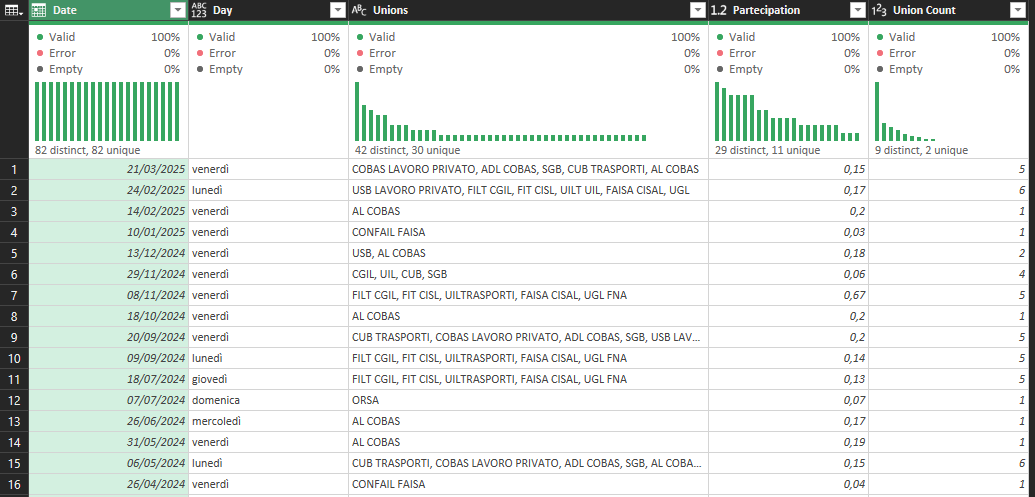 Date ABC 123 Day ABC Unions 1.2 Partecipation 123 Union Count
Valid 100% Valid 100% Valid 100% Valid 100% Valid 100%
Error 0% Error 0% Error 0% Error 0% Error 0%
Empty 0% Empty 0% Empty 0% Empty 0% Empty 0%
82 distinct, 82 unique 42 distinct, 30 unique 29 distinct, 11 unique 9 distinct, 2 unique
1 21/03/2025 venerdì COBAS LAVORO PRIVATO, ADL COBAS, SGB, CUB TRASPORTI, AL COBAS 0,15 5
2 24/02/2025 lunedì USB LAVORO PRIVATO, FILT CGIL, FIT CISL, UILT UIL, FAISA CISAL, UGL 0,17 6
3 14/02/2025 venerdì AL COBAS 0,2 1
4 10/01/2025 venerdì CONFAIL FAISA 0,03 1
5 13/12/2024 venerdì USB, AL COBAS 0,18 2
6 29/11/2024 venerdì CGIL, UIL, CUB, SGB 0,06 4
7 08/11/2024 venerdì FILT CGIL, FIT CISL, UILTRASPORTI, FAISA CISAL, UGL FNA 0,67 5
8 18/10/2024 venerdì AL COBAS 0,2 1
9 20/09/2024 venerdì CUB TRASPORTI, COBAS LAVORO PRIVATO, ADL COBAS, SGB, USB LAV... 0,2 5
10 09/09/2024 lunedì FILT CGIL, FIT CISL, UILTRASPORTI, FAISA CISAL, UGL FNA 0,14 5
11 18/07/2024 giovedì FILT CGIL, FIT CISL, UILTRASPORTI, FAISA CISAL, UGL FNA 0,13 5
12 07/07/2024 domenica ORSA 0,07 1
13 26/06/2024 mercoledì AL COBAS 0,17 1
14 31/05/2024 venerdì AL COBAS 0,19 1
15 06/05/2024 lunedì CUB TRASPORTI, COBAS LAVORO PRIVATO, ADL COBAS, SGB, AL COBA... 0,15 6
16 26/04/2024 venerdì CONFAIL FAISA 0,04 1